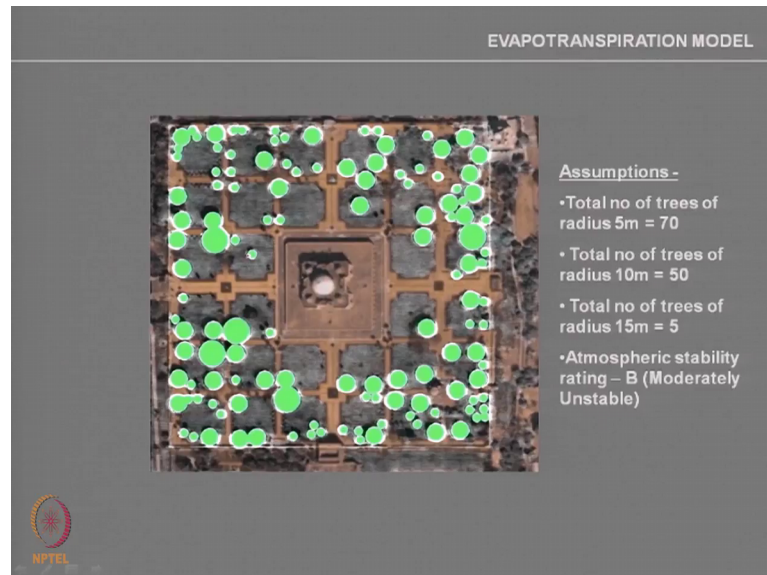 EVAPOTRANSPIRATION MODEL
Assumptions -
•Total no of trees of
radius 5m = 70
• Total no of trees of
radius 10m = 50
• Total no of trees of
radius 15m = 5
•Atmospheric stability
rating – B (Moderately
Unstable)
NPTEL